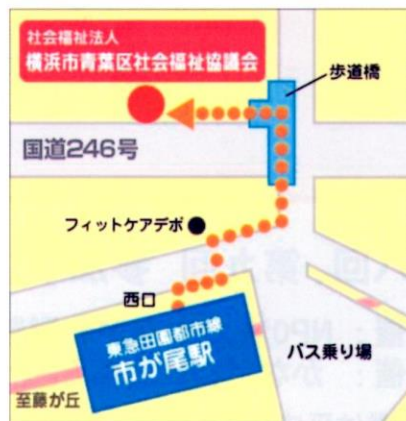 社会福祉法人
横浜市青葉区社会福祉協議会
歩道橋
国道246号
フィットケアデポ
西口
東急田園都市線
市が尾駅
バス乗り場
至藤が丘